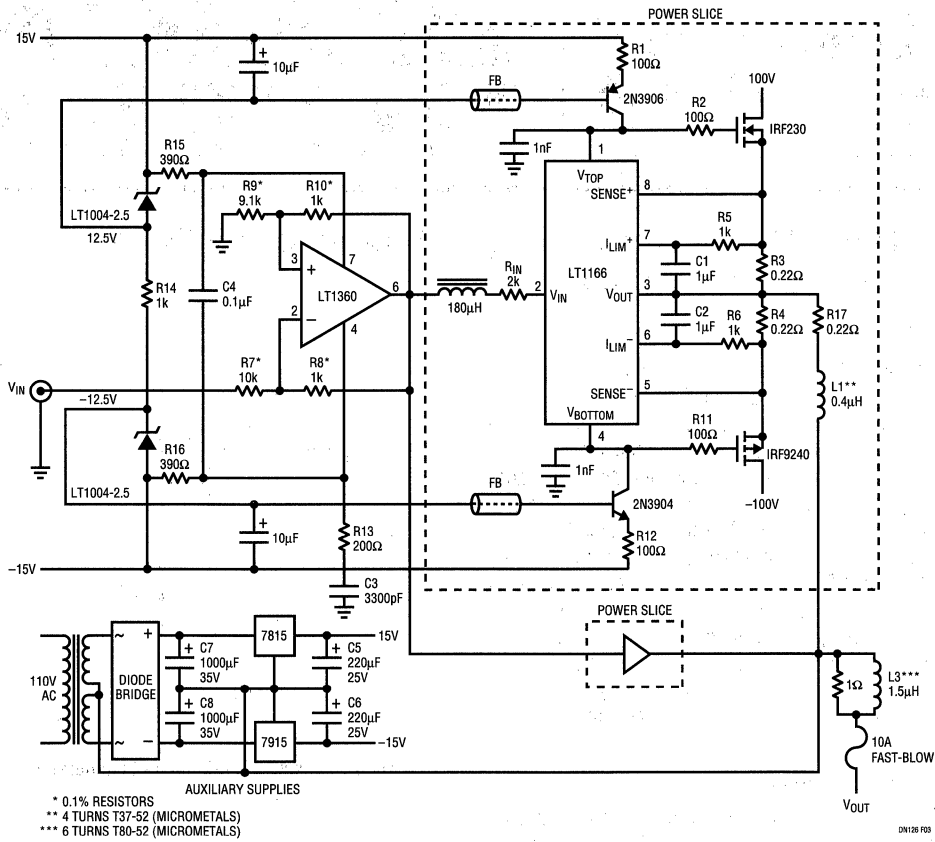 POWER SLICE
15V
R1
100Ω
+
10µF
FB
2N3906
100V
R2
100Ω
IRF230
1nF
R15
390Ω
1
VTOP
SENSE+
8
R9*
9.1k
R10*
1k
LT1004-2.5
12.5V
ILIM+
7
R5
1k
3
+
7
C1
1µF
R3
0.22Ω
R14
1k
C4
0.1µF
LT1360
6
180µH
RIN
2k
2
VIN
LT1166
VOUT
3
R17
0.22Ω
2
–
4
C2
1µF
R6
1k
R4
0.22Ω
ILIM–
6
VIN
R7*
10k
R8*
1k
–12.5V
SENSE–
5
L1**
0.4µH
VBOTTOM
4
R11
100Ω
IRF9240
R16
390Ω
1nF
LT1004-2.5
FB
2N3904
–100V
+
10µF
R13
200Ω
R12
100Ω
–15V
C3
3300pF
POWER SLICE
110V
AC
~
+
DIODE
BRIDGE
~
–
+
C7
1000µF
35V
7815
+
C5
220µF
25V
15V
+
C8
1000µF
35V
7915
+
C6
220µF
25V
–15V
1Ω
L3***
1.5µH
10A
FAST-BLOW
VOUT
AUXILIARY SUPPLIES
* 0.1% RESISTORS
** 4 TURNS T37-52 (MICROMETALS)
*** 6 TURNS T80-52 (MICROMETALS)
DN126 F03